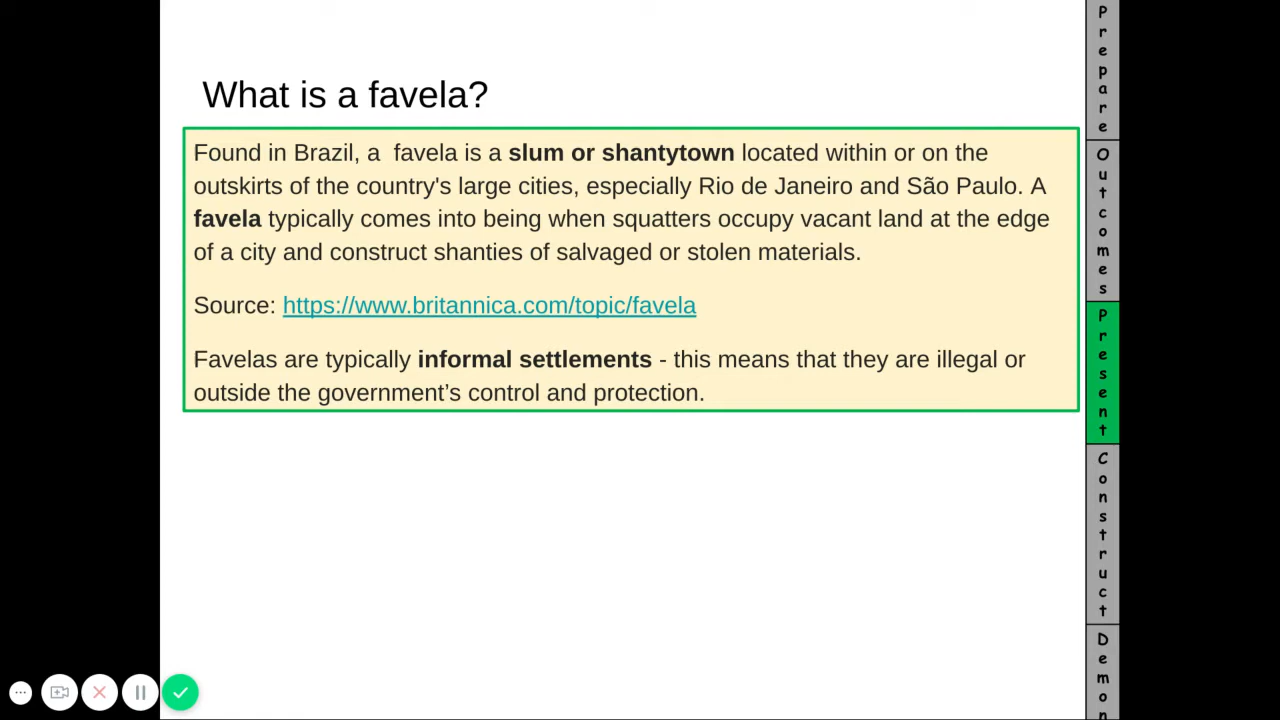 What is a favela?
Found in Brazil, a  favela is a slum or shantytown located within or on the
outskirts of the country's large cities, especially Rio de Janeiro and São Paulo. A
favela typically comes into being when squatters occupy vacant land at the edge
of a city and construct shanties of salvaged or stolen materials.
Source: https://www.britannica.com/topic/favela
Favelas are typically informal settlements - this means that they are illegal or
outside the government’s control and protection.
Prepare
Outcomes
Present
Construct
Demon